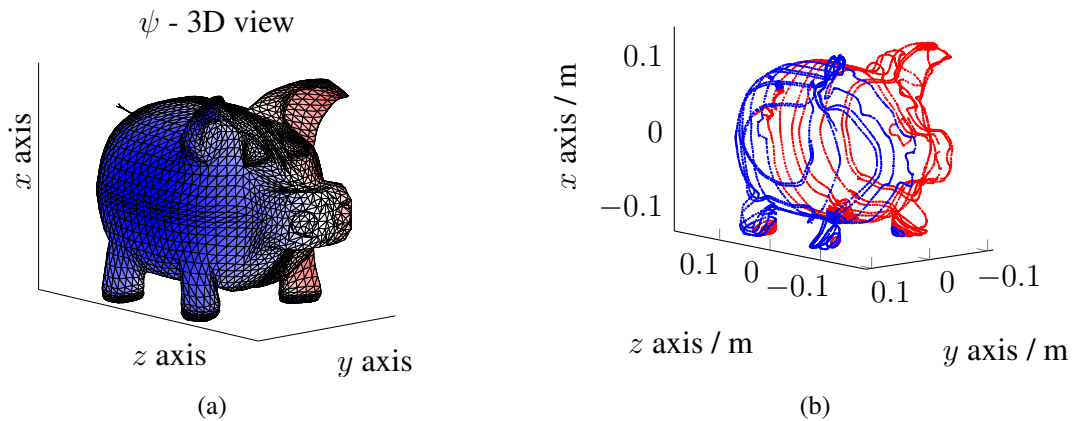 ψ - 3D view
x axis
z axis
y axis
(a)
0.1
0
−0.1
x axis / m
0.1
0
−0.1
z axis / m
0.1
0
−0.1
y axis / m
(b)